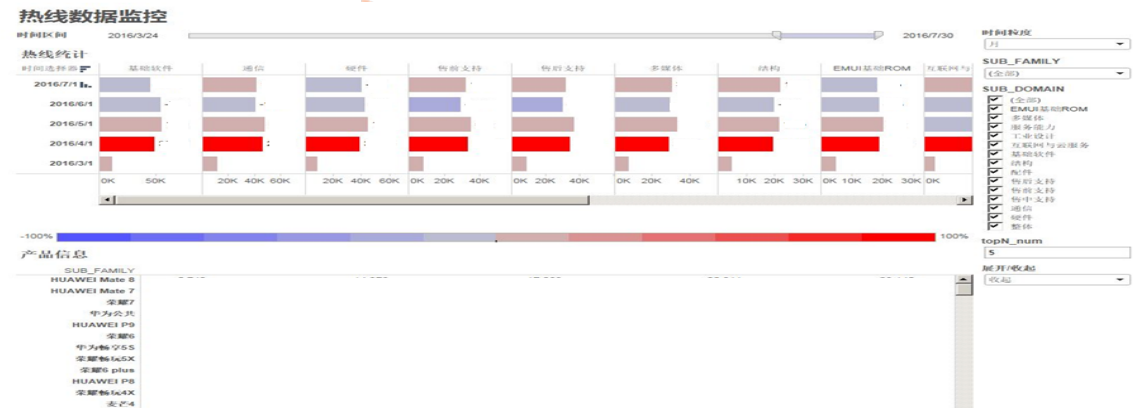 热线数据监控
时间区间 2016/3/24 2016/7/30
热线统计
时间选择器 基础软件 通信 硬件 售前支持 售后支持 多媒体 结构 EMUI基础ROM 互联网与
2016/7/1
2016/6/1
2016/5/1
2016/4/1
2016/3/1
0K 50K 20K 40K 60K 20K 40K 60K 0K 20K 40K 0K 20K 40K 0K 20K 40K 10K 20K 30K 0K 10K 20K 30K 0K
-100% 100%
产品信息
SUB_FAMILY
HUAWEI Mate 8
HUAWEI Mate 7
荣耀7
华为公共
HUAWEI P9
荣耀6
华为畅享5S
荣耀畅玩5X
荣耀6 plus
HUAWEI P8
荣耀畅玩4X
麦芒4
时间粒度
月
SUB_FAMILY
(全部)
SUB_DOMAIN
(全部)
EMUI基础ROM
多媒体
服务能力
工业设计
互联网与云服务
基础软件
结构
配件
售后支持
售前支持
售中支持
通信
硬件
整体
topN_num
5
展开/收起
收起